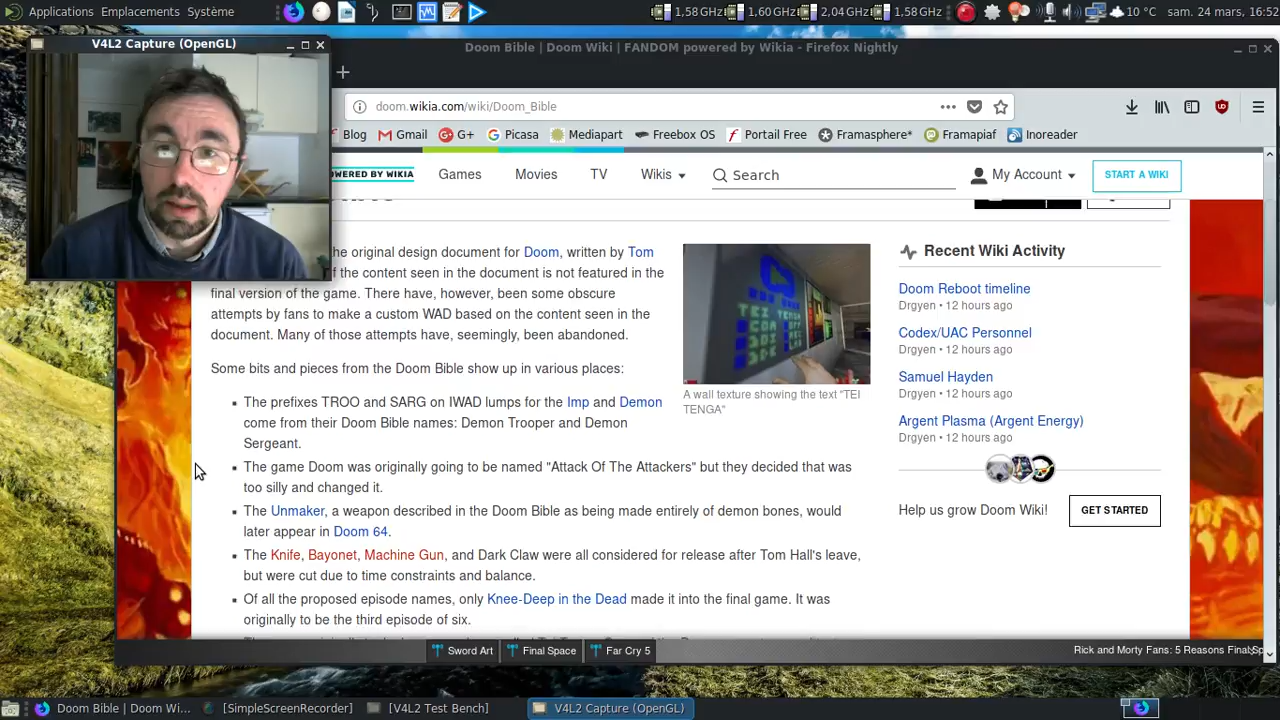 Applications Emplacements Système
1,58GHz 1,60 GHz 2,04 GHz 1,58 GHz 10 °C sam. 24 mars, 16:52
V4L2 Capture (OpenGL)
Doom Bible | Doom Wiki | FANDOM powered by Wikia - Firefox Nightly
doom.wikia.com/wiki/Doom_Bible
Blog Gmail G+ Picasa Mediapart Freebox OS Portail Free Framasphere* Framapiaf Inoreader
POWERED BY WIKIA Games Movies TV Wikis Search My Account START A WIKI
the original design document for Doom, written by Tom
f the content seen in the document is not featured in the
final version of the game. There have, however, been some obscure
attempts by fans to make a custom WAD based on the content seen in the
document. Many of those attempts have, seemingly, been abandoned.
Some bits and pieces from the Doom Bible show up in various places:
A wall texture showing the text "TEI
TENGA"
The prefixes TROO and SARG on IWAD lumps for the Imp and Demon
come from their Doom Bible names: Demon Trooper and Demon
Sergeant.
The game Doom was originally going to be named "Attack Of The Attackers" but they decided that was
too silly and changed it.
The Unmaker, a weapon described in the Doom Bible as being made entirely of demon bones, would
later appear in Doom 64.
The Knife, Bayonet, Machine Gun, and Dark Claw were all considered for release after Tom Hall's leave,
but were cut due to time constraints and balance.
Of all the proposed episode names, only Knee-Deep in the Dead made it into the final game. It was
originally to be the third episode of six.
Recent Wiki Activity
Doom Reboot timeline
Drgyen • 12 hours ago
Codex/UAC Personnel
Drgyen • 12 hours ago
Samuel Hayden
Drgyen • 12 hours ago
Argent Plasma (Argent Energy)
Drgyen • 12 hours ago
Help us grow Doom Wiki! GET STARTED
Sword Art Final Space Far Cry 5 Rick and Morty Fans: 5 Reasons Final Sp
Doom Bible | Doom Wi... [SimpleScreenRecorder] [V4L2 Test Bench] V4L2 Capture (OpenGL)